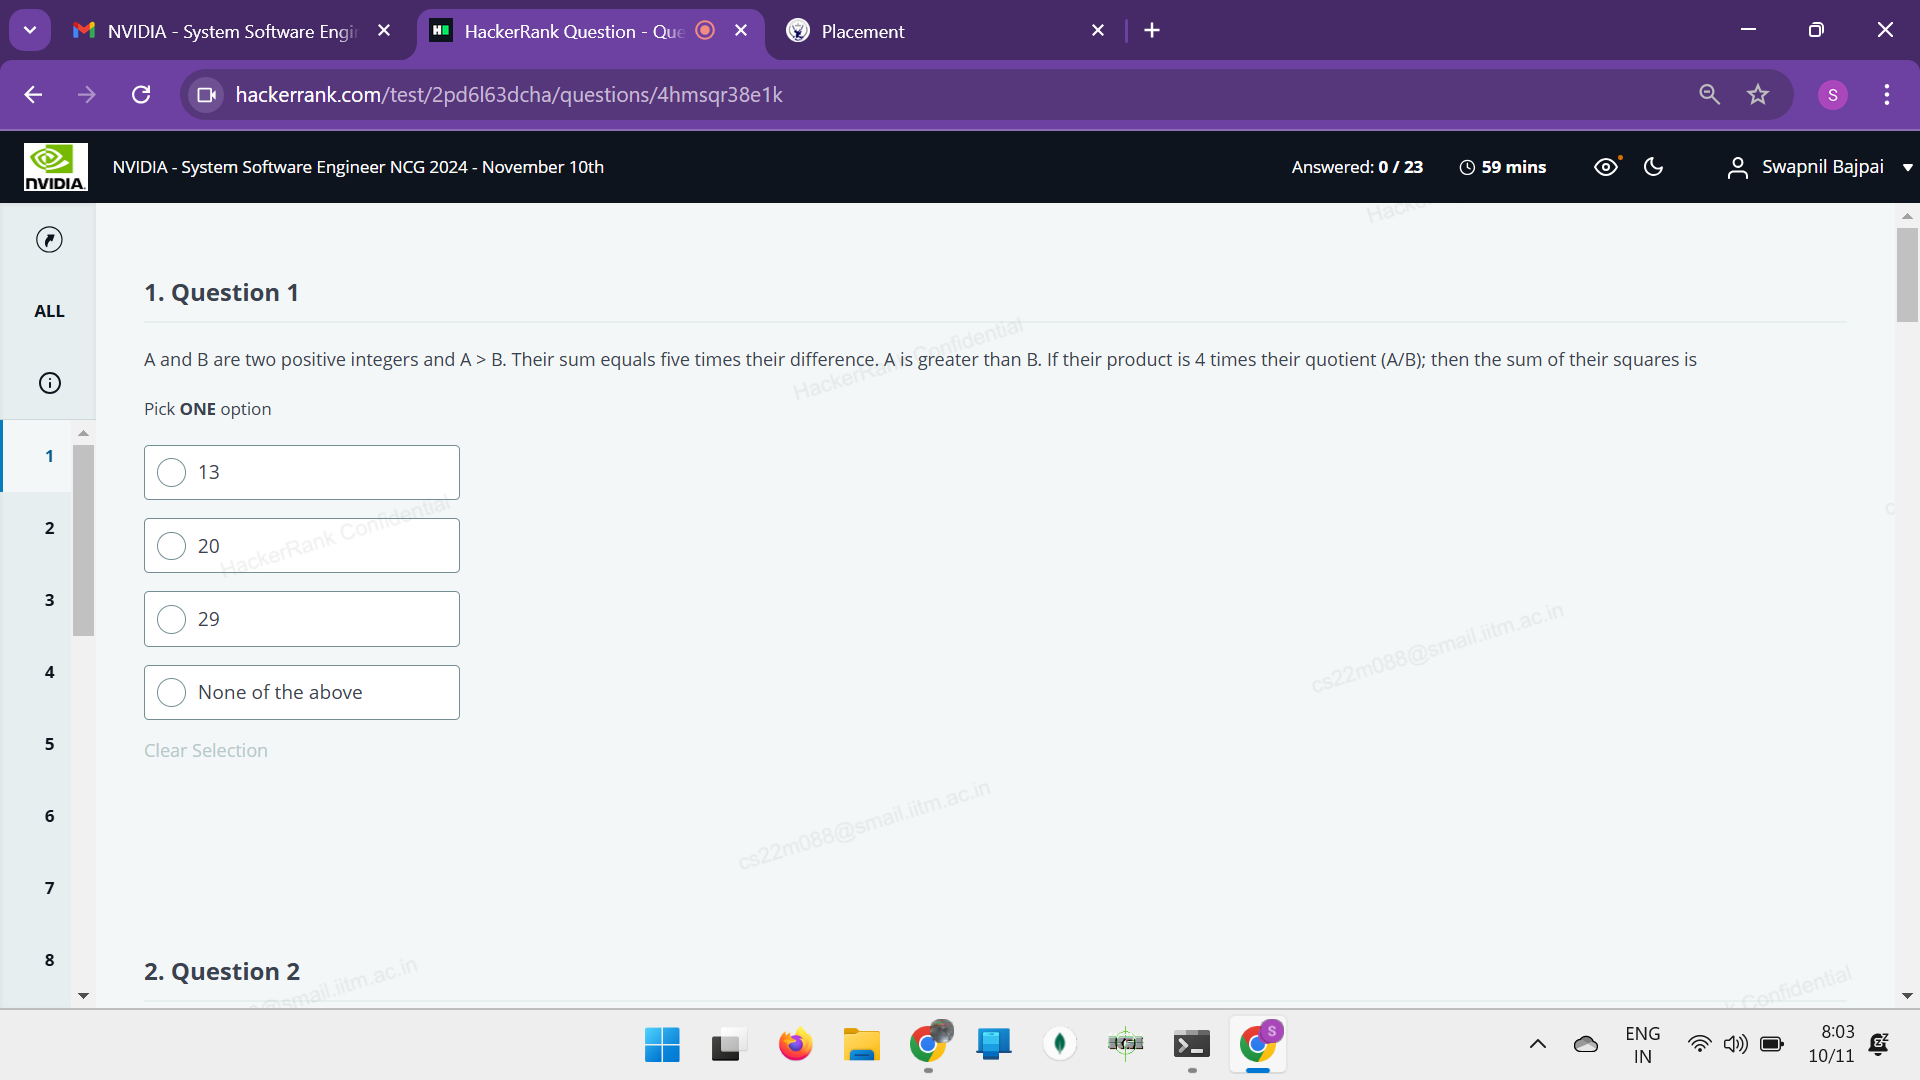 NVIDIA - System Software Engir
HackerRank Question - Que
Placement
hackerrank.com/test/2pd6l63dcha/questions/4hmsqr38e1k
S
NVIDIA
NVIDIA - System Software Engineer NCG 2024 - November 10th
Answered: 0 / 23
59 mins
Swapnil Bajpai
ALL
1
2
3
4
5
6
7
8
1. Question 1
A and B are two positive integers and A > B. Their sum equals five times their difference. A is greater than B. If their product is 4 times their quotient (A/B); then the sum of their squares is
Pick ONE option
13
20
29
None of the above
Clear Selection
2. Question 2
HackerRank Confidential
HackerRank Confidential
cs22m088@smail.iitm.ac.in
cs22m088@smail.iitm.ac.in
@smail.iitm.ac.in
k Confidential
S
ENG
IN
8:03
10/11